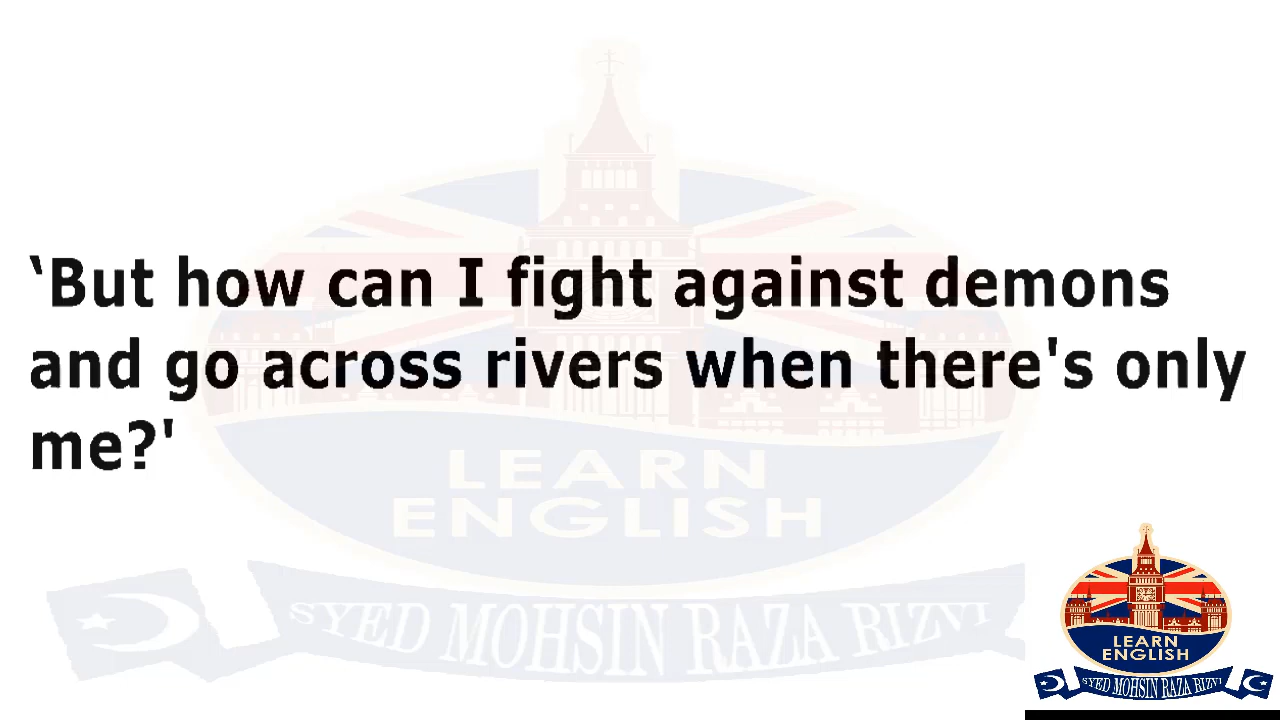 ‘But how can I fight against demons
and go across rivers when there's only
me?'
LEARN
ENGLISH
SYED MOHSIN RAZA RIZVI
LEARN
ENGLISH
SYED MOHSIN RAZA RIZVI